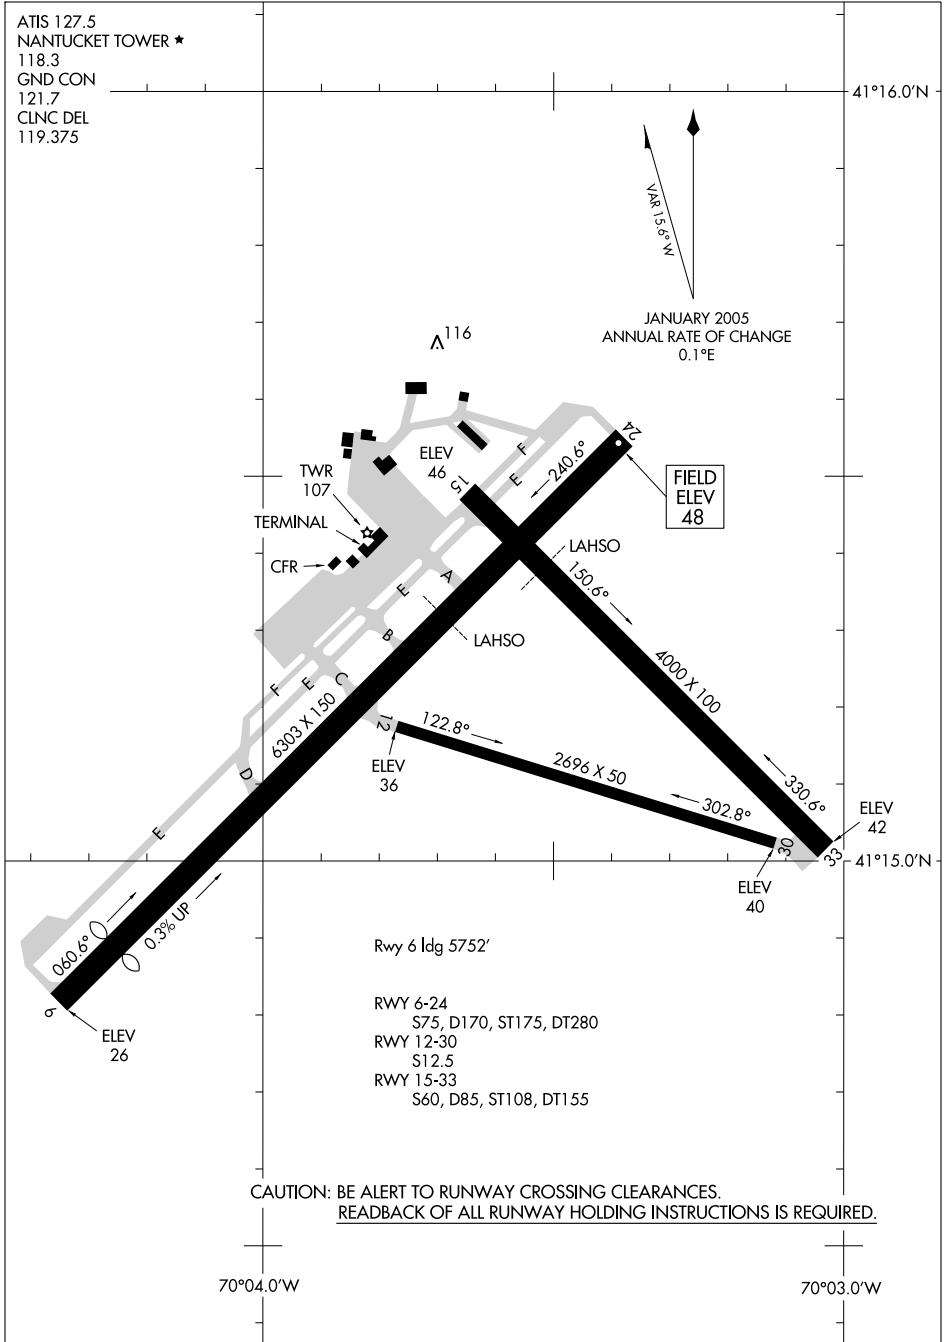 ATIS 127.5
NANTUCKET TOWER ★
118.3
GND CON
121.7
CLNC DEL
119.375
41°16.0'N
VAR 15.6° W
JANUARY 2005
ANNUAL RATE OF CHANGE
0.1°E
116
24
ELEV
46
F
E
240.6°
15
FIELD
ELEV
48
TWR
107
TERMINAL
CFR
LAHSO
150.6°
A
E
LAHSO
B
4000 X 100
F
E
C
6303 X 150
12
122.8°
ELEV
36
2696 X 50
302.8°
330.6°
D
E
ELEV
42
30
33
41°15.0'N
ELEV
40
060.6°
0.3% UP
6
ELEV
26
Rwy 6 ldg 5752'
RWY 6-24
S75, D170, ST175, DT280
RWY 12-30
S12.5
RWY 15-33
S60, D85, ST108, DT155
CAUTION: BE ALERT TO RUNWAY CROSSING CLEARANCES.
READBACK OF ALL RUNWAY HOLDING INSTRUCTIONS IS REQUIRED.
70°04.0'W
70°03.0'W